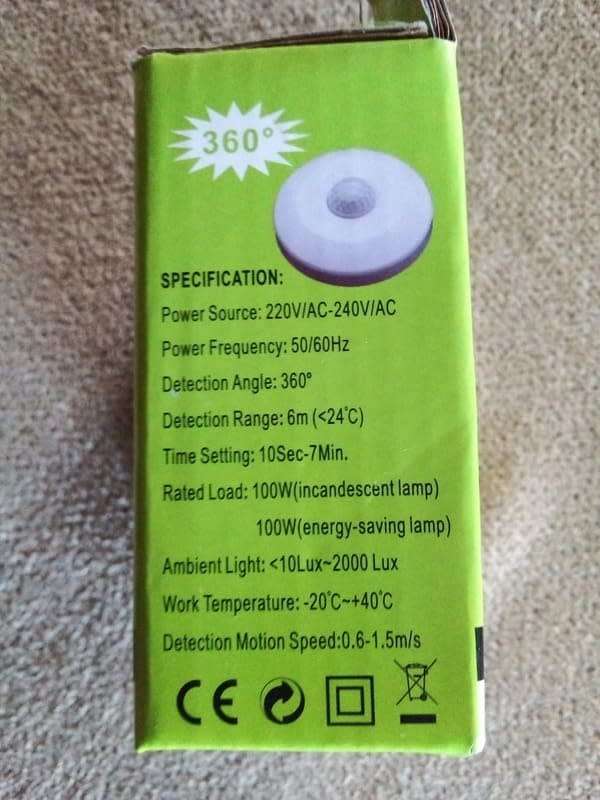 360°
SPECIFICATION:
Power Source: 220V/AC-240V/AC
Power Frequency: 50/60Hz
Detection Angle: 360°
Detection Range: 6m (<24℃)
Time Setting: 10Sec-7Min.
Rated Load: 100W(incandescent lamp)
100W(energy-saving lamp)
Ambient Light: <10Lux~2000 Lux
Work Temperature: -20℃~+40℃
Detection Motion Speed:0.6-1.5m/s
CE